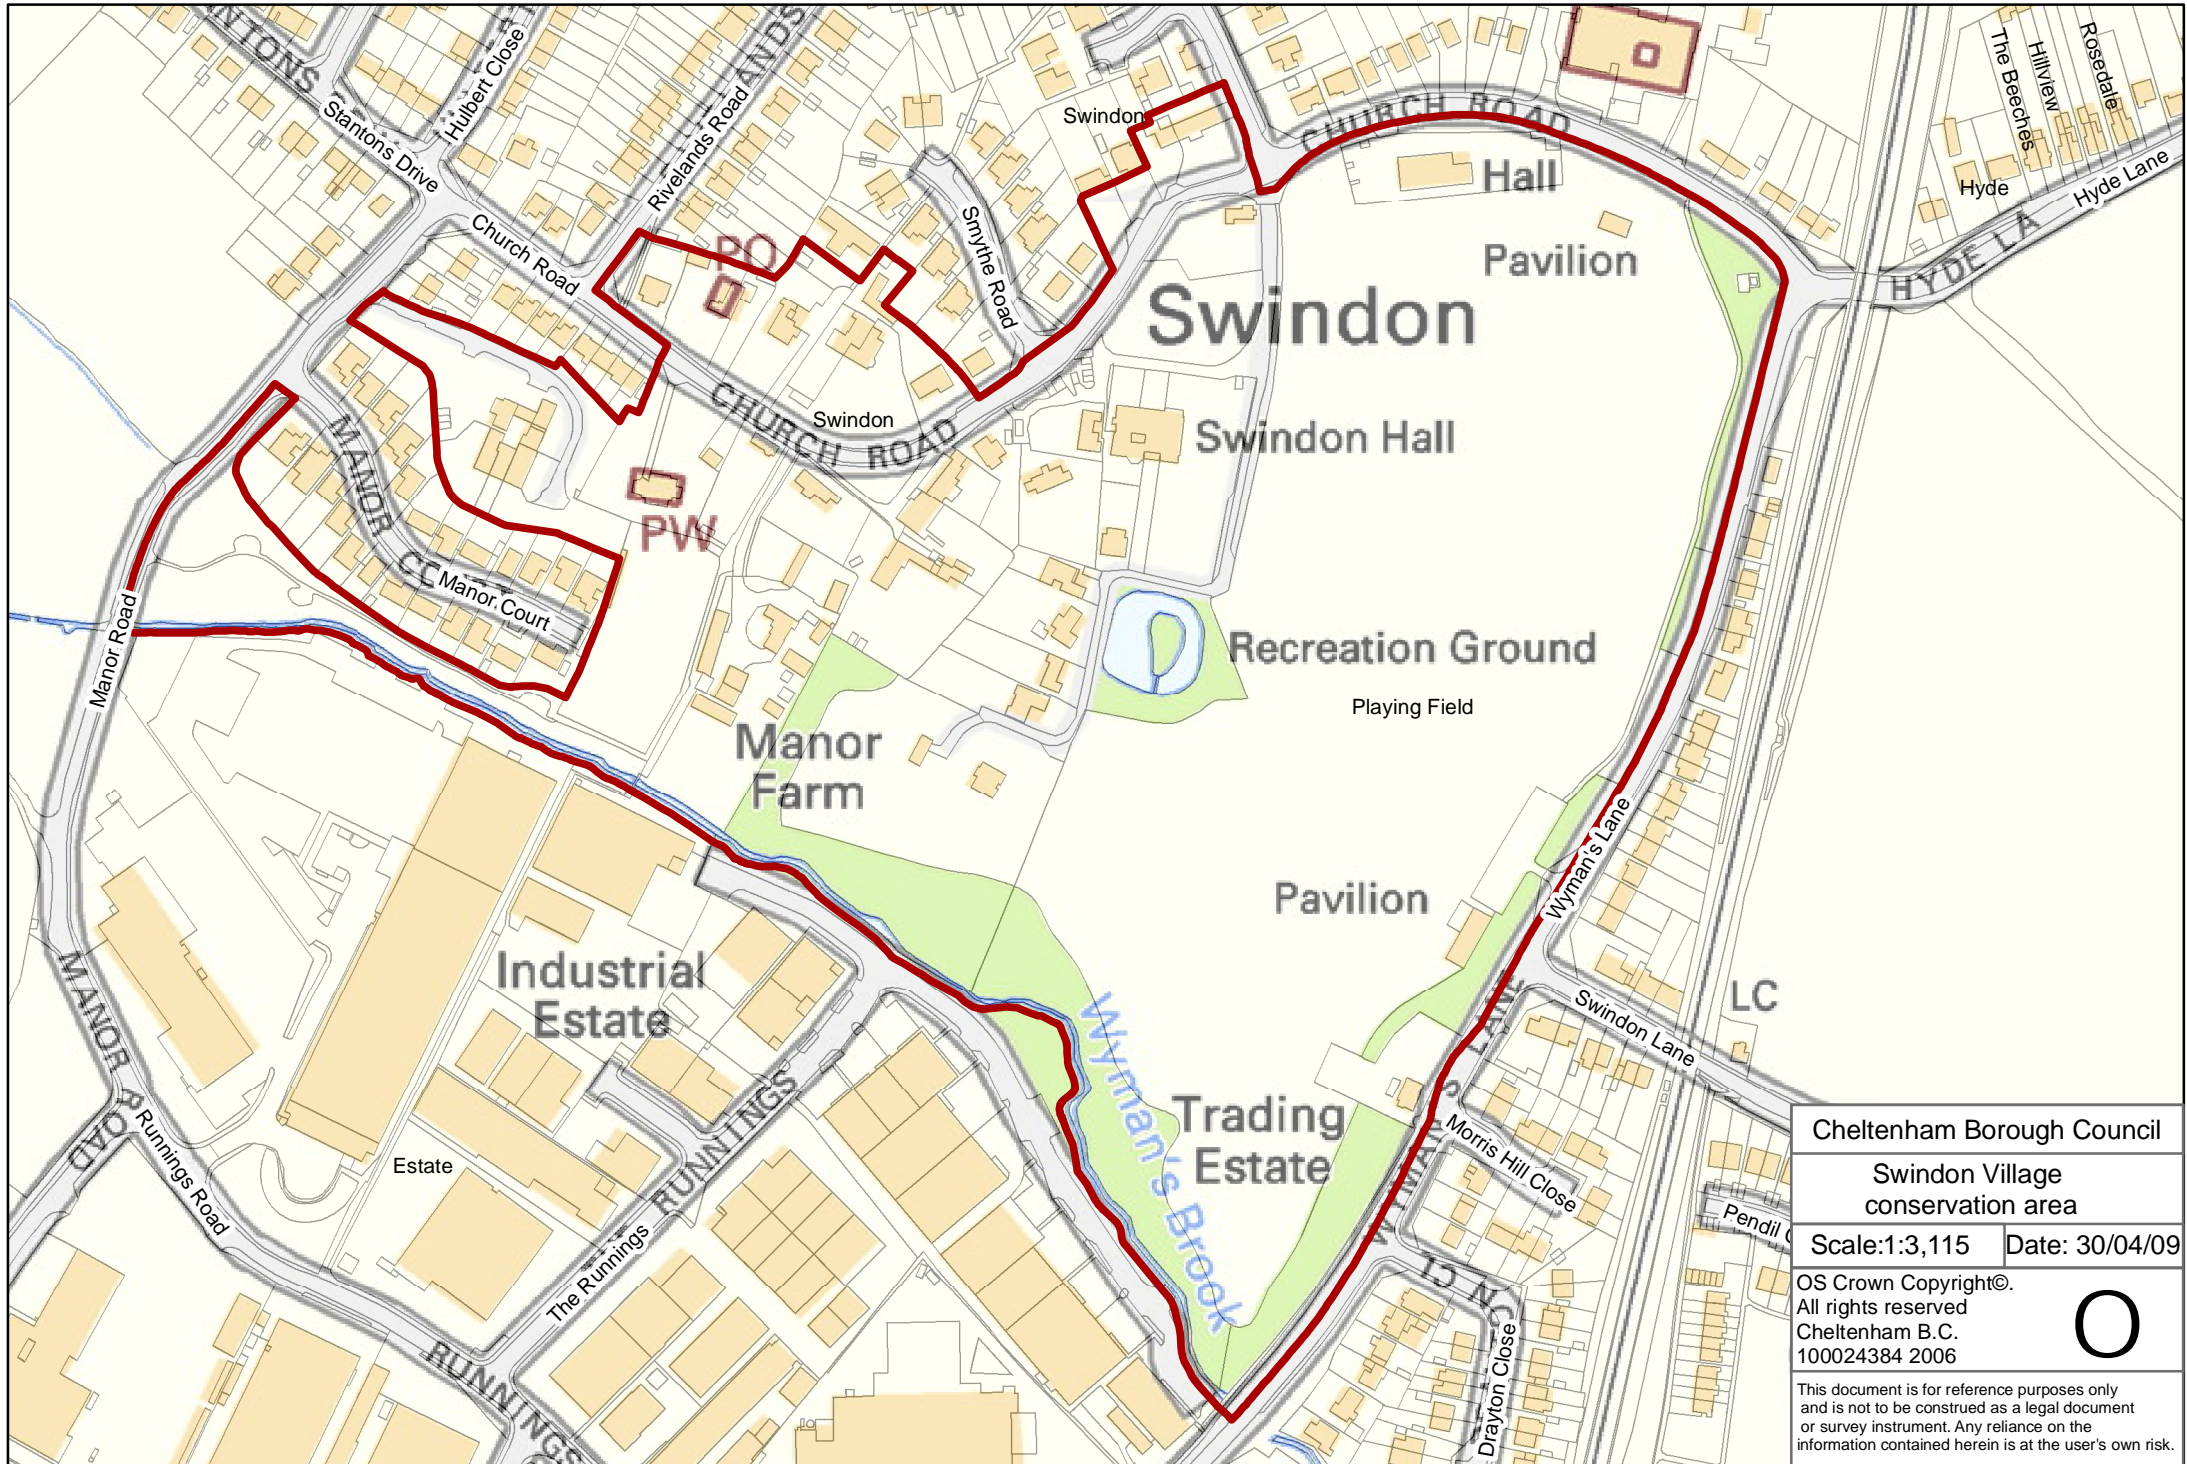 Hulbert Close
Stantons Drive
Rivelands Road
Church Road
Swindon
CHURCH ROAD
Hall
Pavilion
The Beeches
Hillview
Rosedale
Hyde
Hyde Lane
HYDE LA
PO
Smythe Road
Swindon
Swindon
CHURCH ROAD
Swindon Hall
PW
MANOR
Manor Court
Manor Road
Recreation Ground
Playing Field
Manor
Farm
Wyman's Lane
Pavilion
LANE
Swindon Lane
LC
Industrial
Estate
Wyman's Brook
Trading
Estate
MANOR ROAD
Runnings Road
Estate
RUNNINGS
The Runnings
RUNNINGS
Morris Hill Close
Drayton Close
Cheltenham Borough Council
Swindon Village
conservation area
Scale:1:3,115
Date: 30/04/09
OS Crown Copyright©.
All rights reserved
Cheltenham B.C.
100024384 2006
O
This document is for reference purposes only
and is not to be construed as a legal document
or survey instrument. Any reliance on the
information contained herein is at the user's own risk.